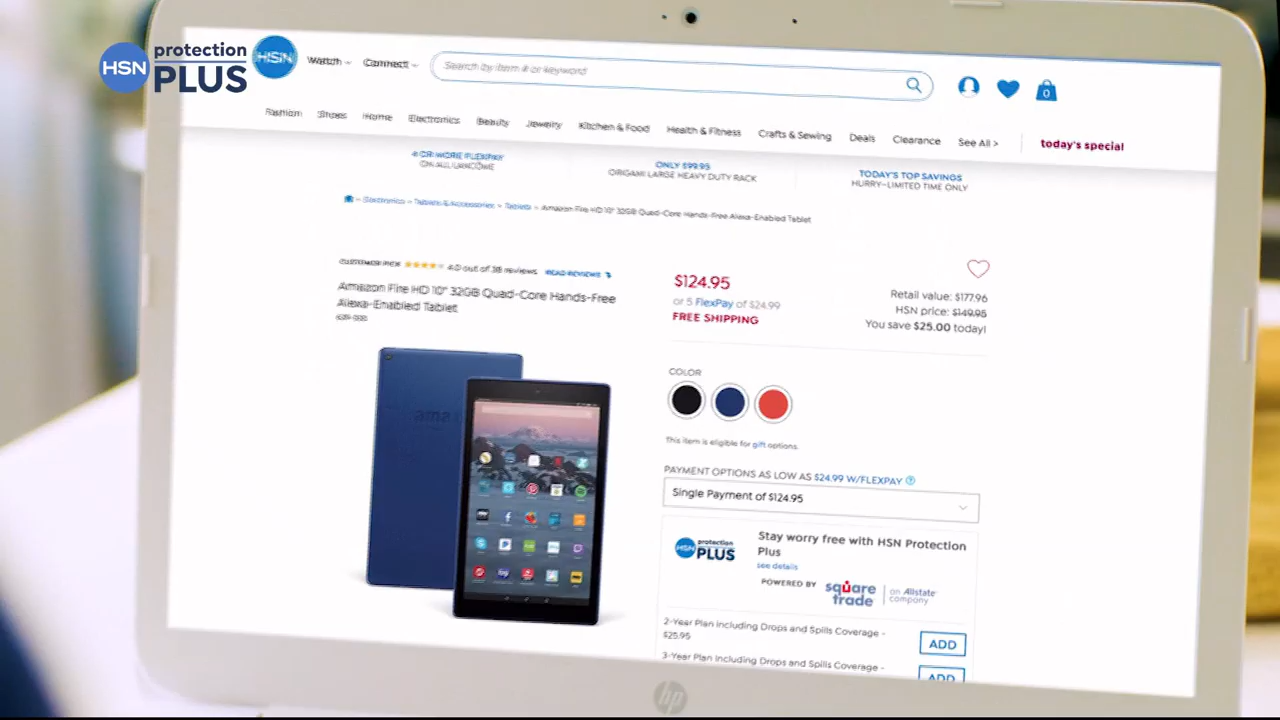 HSN protection
PLUS
HSN Watch Connect Search by item # or keyword 0
Fashion Shoes Home Electronics Beauty Jewelry Kitchen & Food Health & Fitness Crafts & Sewing Deals Clearance See All > today's special
4 OR MORE FLEXPAY
ON ALL LANCOME
ONLY $99.95
ORIGAMI LARGE HEAVY DUTY RACK
TODAY'S TOP SAVINGS
HURRY–LIMITED TIME ONLY
Electronics Tablets & Accessories Tablets Amazon Fire HD 10" 32GB Quad-Core Hands-Free Alexa-Enabled Tablet
CUSTOMER PICK 4.0 out of 38 reviews READ REVIEWS
Amazon Fire HD 10" 32GB Quad-Core Hands-Free
Alexa-Enabled Tablet
$124.95
or 5 FlexPay of $24.99
FREE SHIPPING
Retail value: $177.96
HSN price: $149.95
You save $25.00 today!
COLOR
This item is eligible for gift options.
PAYMENT OPTIONS AS LOW AS $24.99 W/FLEXPAY ?
Single Payment of $124.95
HSN protection
PLUS
Stay worry free with HSN Protection
Plus
see details
POWERED BY square
trade
an Allstate
company
2-Year Plan Including Drops and Spills Coverage -
$25.95
ADD
3-Year Plan Including Drops and Spills Coverage -
ADD
hp